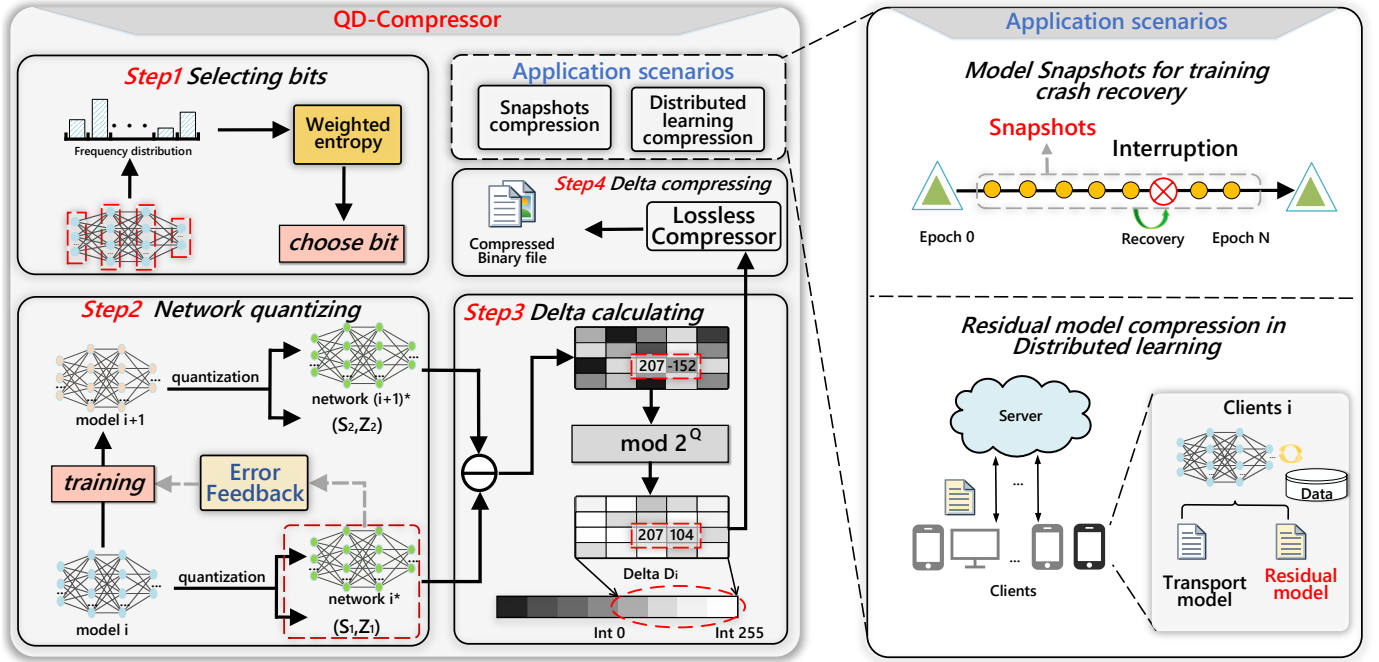 QD-Compressor
Step1 Selecting bits
Frequency distribution
Weighted
entropy
choose bit
Application scenarios
Snapshots
compression
Distributed
learning
compression
Step4 Delta compressing
Compressed
Binary file
Lossless
Compressor
Step2 Network quantizing
model i+1
quantization
network (i+1)*
(S₂,Z₂)
training
Error
Feedback
model i
quantization
network i*
(S₁,Z₁)
Step3 Delta calculating
207 -152
mod 2^Q
207 104
Delta Di
Int 0
Int 255
Application scenarios
Model Snapshots for training
crash recovery
Snapshots
Interruption
Epoch 0
Recovery
Epoch N
Residual model compression in
Distributed learning
Server
...
...
Clients
Clients i
Data
Transport
model
Residual
model